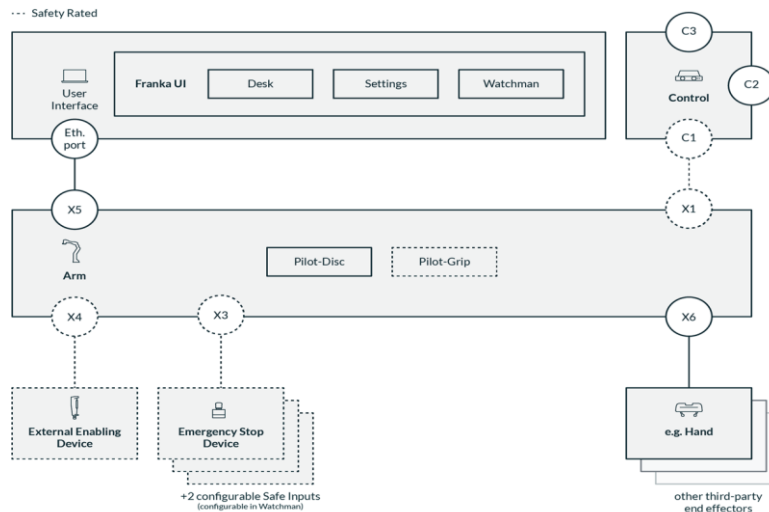 --- Safety Rated
C3
User
Interface
Franka UI
Desk
Settings
Watchman
Control
C2
Eth.
port
C1
X5
X1
Arm
Pilot-Disc
Pilot-Grip
X4
X3
X6
External Enabling
Device
Emergency Stop
Device
e.g. Hand
+2 configurable Safe Inputs
(configurable in Watchman)
other third-party
end effectors